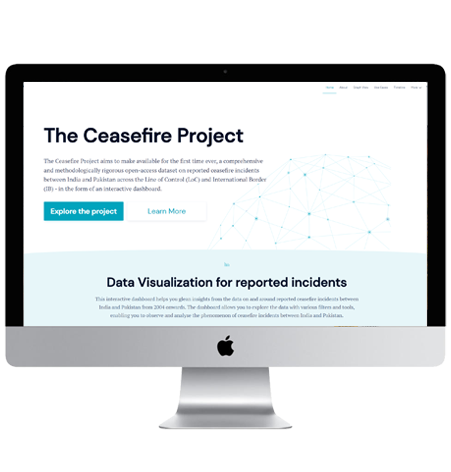 Home About
Timeline
The Ceasefire Project
The Ceasefire Project aims to make available for the first time ever, a comprehensive
and methodologically rigorous open-access dataset on reported ceasefire incidents
between India and Pakistan across the Line of Control (LoC) and International Border
(IB) - in the form of an interactive dashboard.
Explore the project Learn More
Data Visualization for reported incidents
This interactive dashboard helps you glean insights from the data on and around reported ceasefire incidents between
India and Pakistan from 2004 onwards. The dashboard allows you to explore the data with various filters and tools,
enabling you to observe and analyse the phenomenon of ceasefire incidents between India and Pakistan.